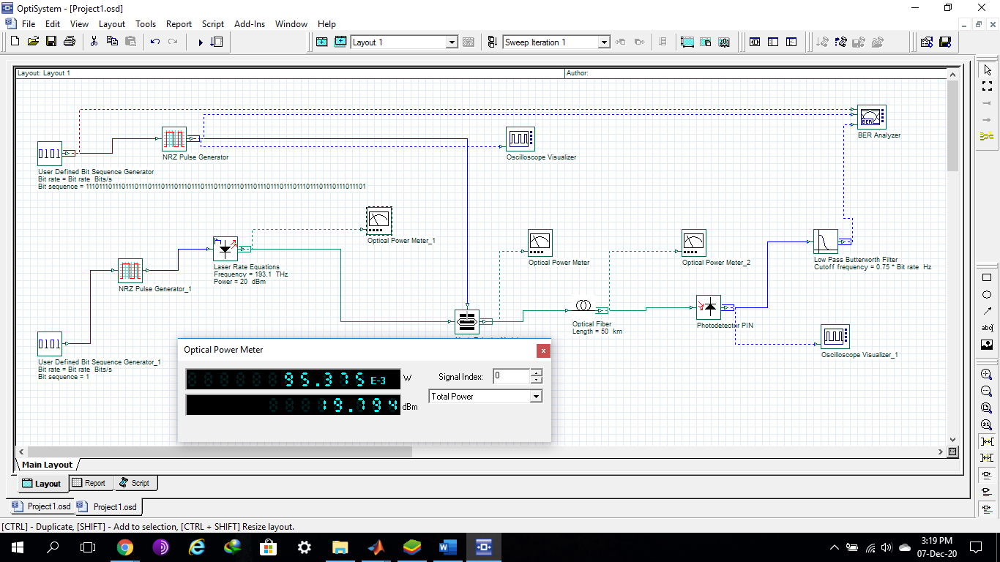 OptiSystem - [Project1.osd]
File Edit View Layout Tools Report Script Add-Ins Window Help
Layout 1
Sweep Iteration 1
Layout: Layout 1
Author:
BER
BER Analyzer
0101
NRZ Pulse Generator
Oscilloscope Visualizer
User Defined Bit Sequence Generator
Bit rate = Bit rate Bits/s
Optical Power Meter_1
Optical Power Meter
Optical Power Meter_2
Low Pass Butterworth Filter
Cutoff frequency = 0.75 * Bit rate Hz
Laser Rate Equations
Frequency = 193.1 THz
Power = 20 dBm
NRZ Pulse Generator_1
Optical Fiber
Length = 50 km
Photodetector PIN
Oscilloscope Visualizer_1
0101
User Defined Bit Sequence Generator_1
Bit rate = Bit rate Bits/s
Bit sequence = 1
Optical Power Meter
x
95.375 E-3 W
19.794 dBm
Signal Index: 0
Total Power
Main Layout
Layout Report Script
Project1.osd Project1.osd
[CTRL] - Duplicate, [SHIFT] - Add to selection, [CTRL + SHIFT] Resize layout.
3:19 PM
07-Dec-20